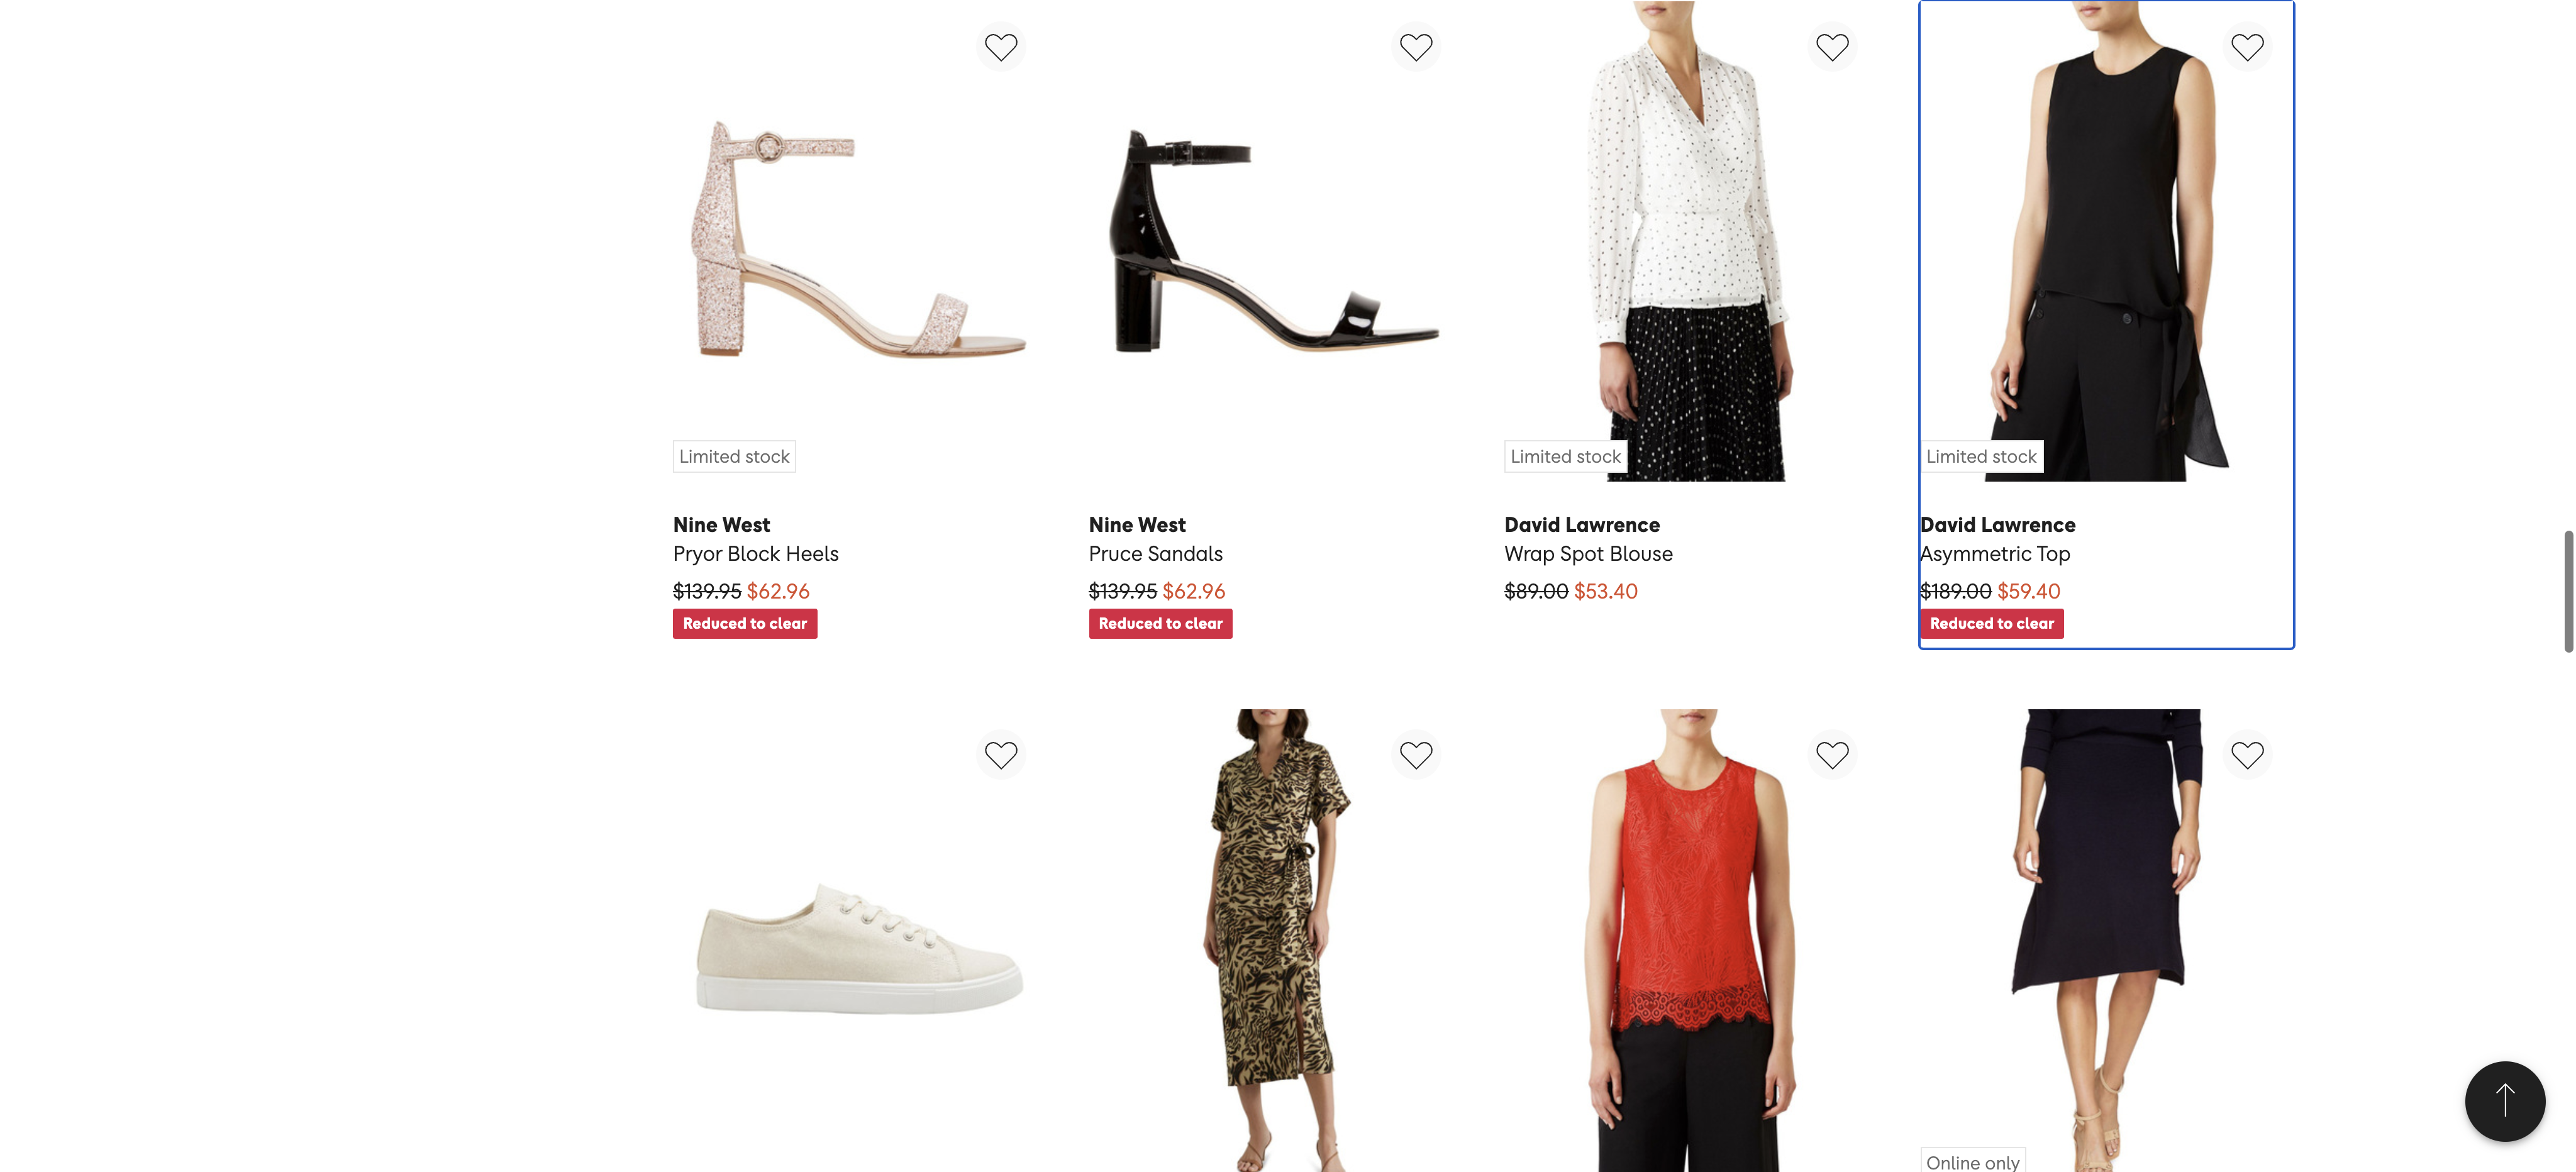 Limited stock
Nine West
Pryor Block Heels
$139.95 $62.96
Reduced to clear
Nine West
Pruce Sandals
$139.95 $62.96
Reduced to clear
Limited stock
David Lawrence
Wrap Spot Blouse
$89.00 $53.40
Limited stock
David Lawrence
Asymmetric Top
$189.00 $59.40
Reduced to clear
Online only